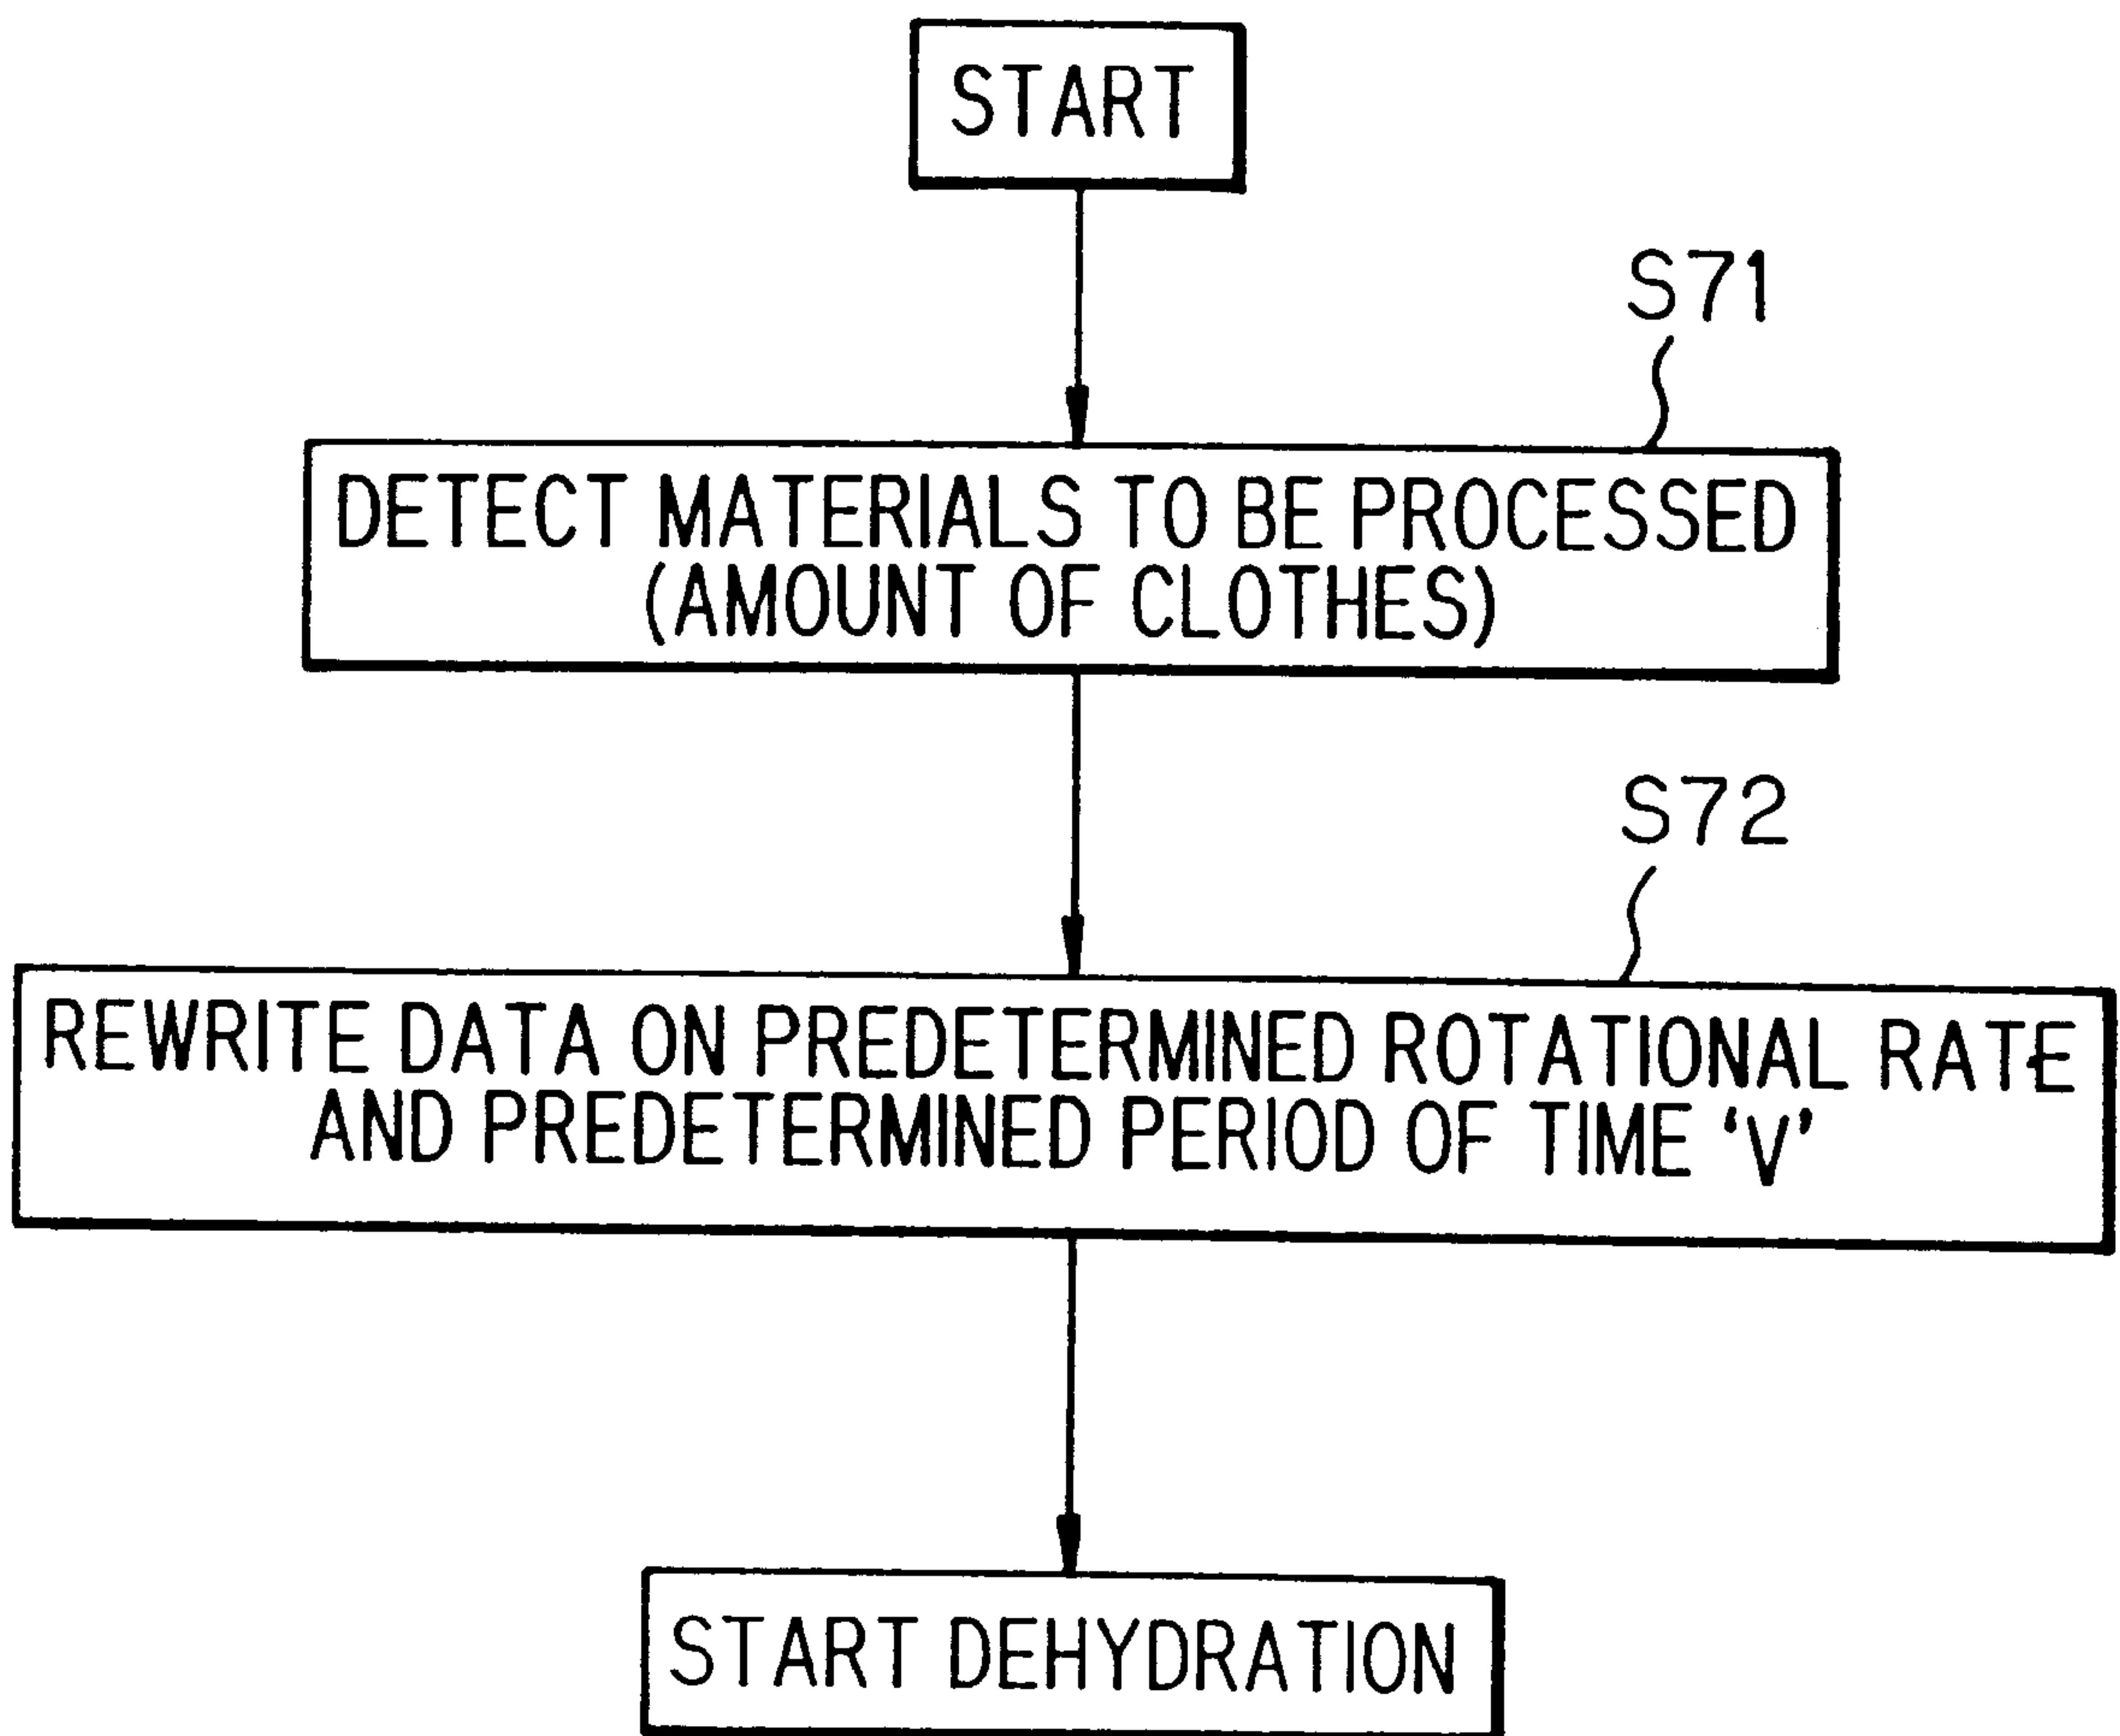 START
S71
DETECT MATERIALS TO BE PROCESSED
(AMOUNT OF CLOTHES)
S72
REWRITE DATA ON PREDETERMINED ROTATIONAL RATE
AND PREDETERMINED PERIOD OF TIME ‘V’
START DEHYDRATION